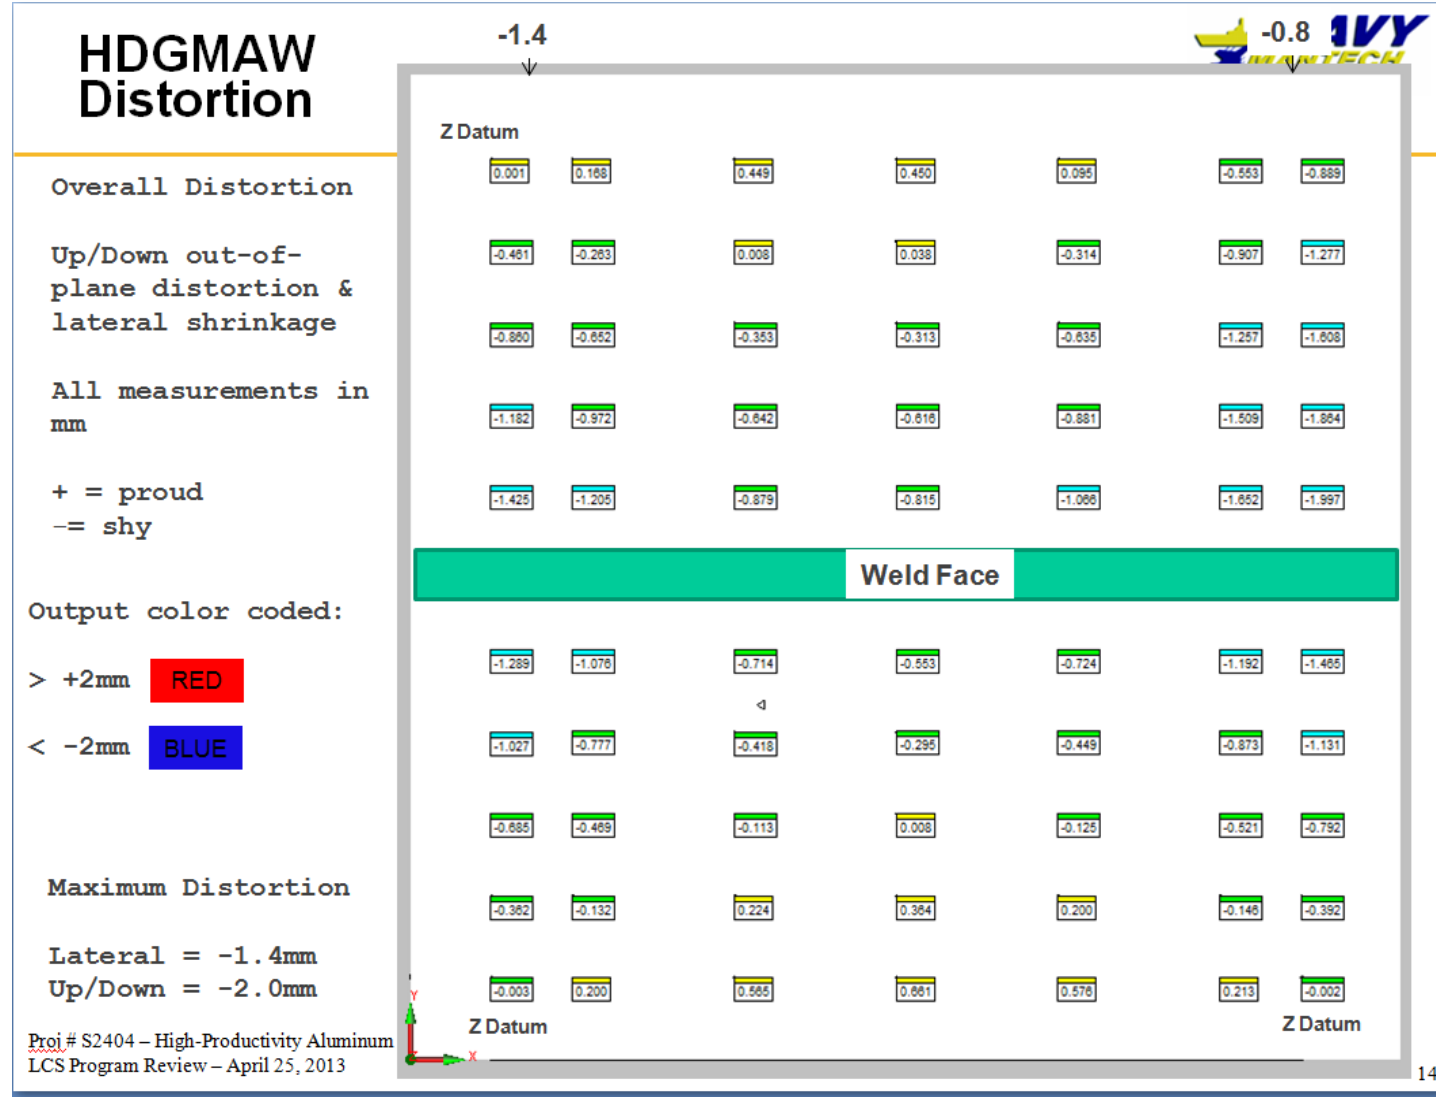 HDGMAW
Distortion
-1.4
-0.8
AVY
MANTECH
Overall Distortion
Up/Down out-of-
plane distortion &
lateral shrinkage
All measurements in
mm
+ = proud
−= shy
Output color coded:
> +2mm RED
< -2mm BLUE
Maximum Distortion
Lateral = -1.4mm
Up/Down = -2.0mm
Proj # S2404 – High-Productivity Aluminum
LCS Program Review – April 25, 2013
Z Datum
0.001 0.168 0.449 0.450 0.095 -0.553 -0.889
-0.461 -0.263 0.008 0.038 -0.314 -0.907 -1.277
-0.860 -0.652 -0.353 -0.313 -0.635 -1.257 -1.608
-1.182 -0.972 -0.642 -0.616 -0.881 -1.509 -1.864
-1.425 -1.205 -0.879 -0.815 -1.066 -1.652 -1.997
Weld Face
-1.289 -1.076 -0.714 -0.553 -0.724 -1.192 -1.465
-1.027 -0.777 -0.418 -0.295 -0.449 -0.873 -1.131
-0.685 -0.469 -0.113 0.008 -0.125 -0.521 -0.792
-0.362 -0.132 0.224 0.364 0.200 -0.146 -0.392
-0.003 0.200 0.565 0.661 0.576 0.213 -0.002
Y
Z Datum Z Datum
X
14